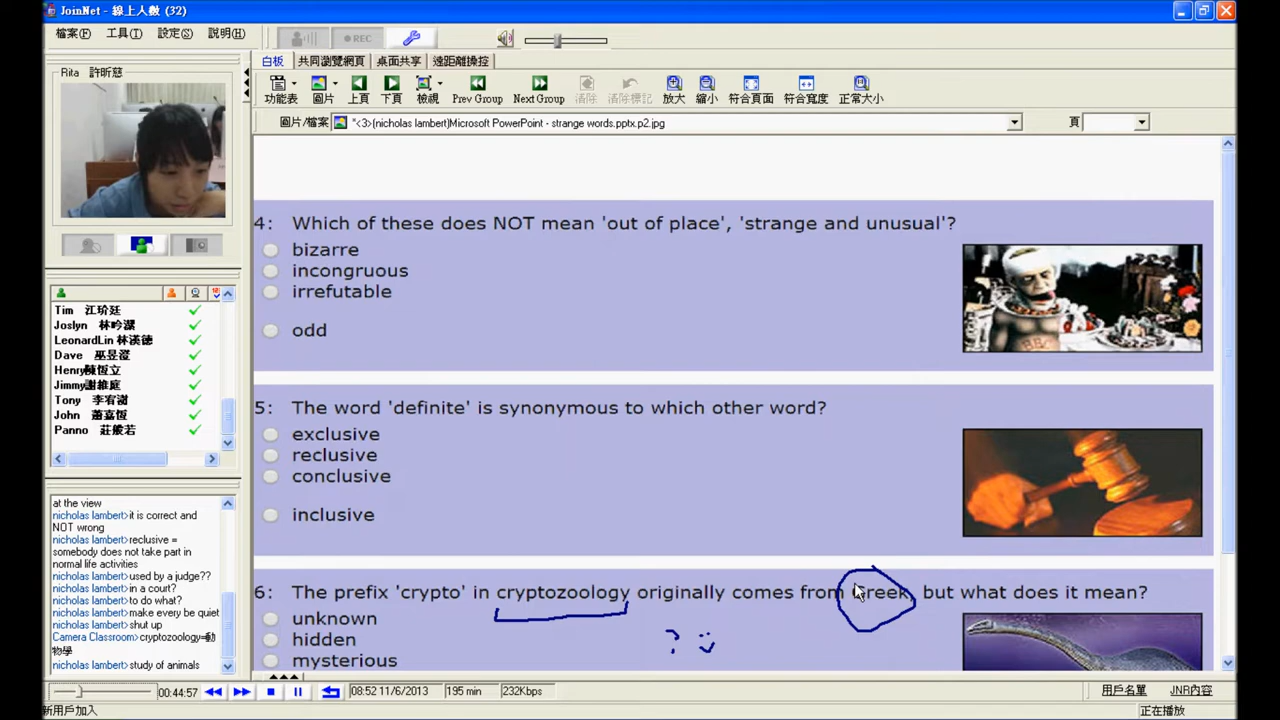 JoinNet - 線上人數 (32)
檔案(F) 工具(T) 設定(S) 說明(H)
REC
Rita 許昕慈
白板 共同瀏覽網頁 桌面共享 遠距離操控
功能表 圖片 上頁 下頁 檢視 Prev Group Next Group 清除 清除標記 放大 縮小 符合頁面 符合寬度 正常大小
圖片/檔案 *<3>(nicholas lambert)Microsoft PowerPoint - strange words.pptx.p2.jpg 頁
4: Which of these does NOT mean 'out of place', 'strange and unusual'?
bizarre
incongruous
irrefutable
odd
5: The word 'definite' is synonymous to which other word?
exclusive
reclusive
conclusive
inclusive
6: The prefix 'crypto' in cryptozoology originally comes from Greek, but what does it mean?
unknown
hidden
mysterious
? :)
Tim 江玠廷
Joslyn 林吟潔
LeonardLin 林漢德
Dave
Henry陳恆立
Jimmy謝維庭
Tony 李宥澍
John 蕭嘉恆
Panno 莊般若
at the view
nicholas lambert>it is correct and
NOT wrong
nicholas lambert>reclusive =
somebody does not take part in
normal life activities
nicholas lambert>used by a judge??
nicholas lambert>in a court?
nicholas lambert>to do what?
nicholas lambert>make every be quiet
nicholas lambert>shut up
Camera Classroom>cryptozoology=動
物學
nicholas lambert>study of animals
00:44:57 08:52 11/6/2013 195 min 232Kbps 用戶名單 JNR內容
新用戶加入 正在播放